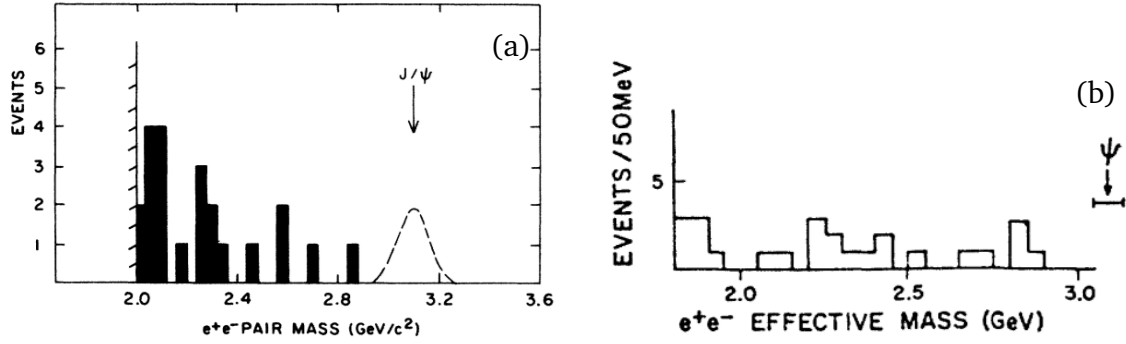 (a)
EVENTS
6
5
4
3
2
1
J/ψ
2.0 2.4 2.8 3.2 3.6
e+e- PAIR MASS (GeV/c²)
(b)
EVENTS/50MeV
5
ψ
2.0 2.5 3.0
e+e- EFFECTIVE MASS (GeV)